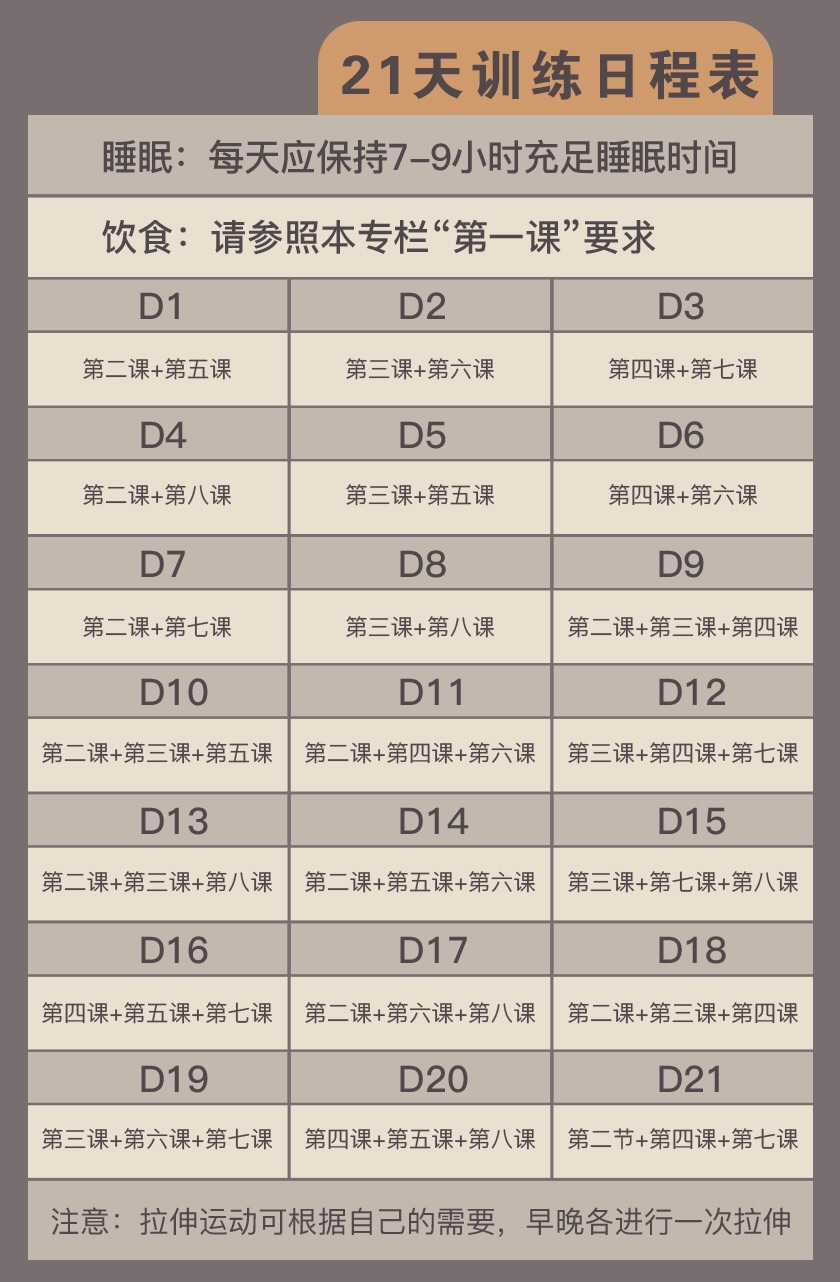 21天训练日程表
睡眠：每天应保持7–9小时充足睡眠时间
饮食：请参照本专栏“第一课”要求
D1 D2 D3
第二课+第五课 第三课+第六课 第四课+第七课
D4 D5 D6
第二课+第八课 第三课+第五课 第四课+第六课
D7 D8 D9
第二课+第七课 第三课+第八课 第二课+第三课+第四课
D10 D11 D12
第二课+第三课+第五课 第二课+第四课+第六课 第三课+第四课+第七课
D13 D14 D15
第二课+第三课+第八课 第二课+第五课+第六课 第三课+第七课+第八课
D16 D17 D18
第四课+第五课+第七课 第二课+第六课+第八课 第二课+第三课+第四课
D19 D20 D21
第三课+第六课+第七课 第四课+第五课+第八课 第二节+第四课+第七课
注意：拉伸运动可根据自己的需要，早晚各进行一次拉伸